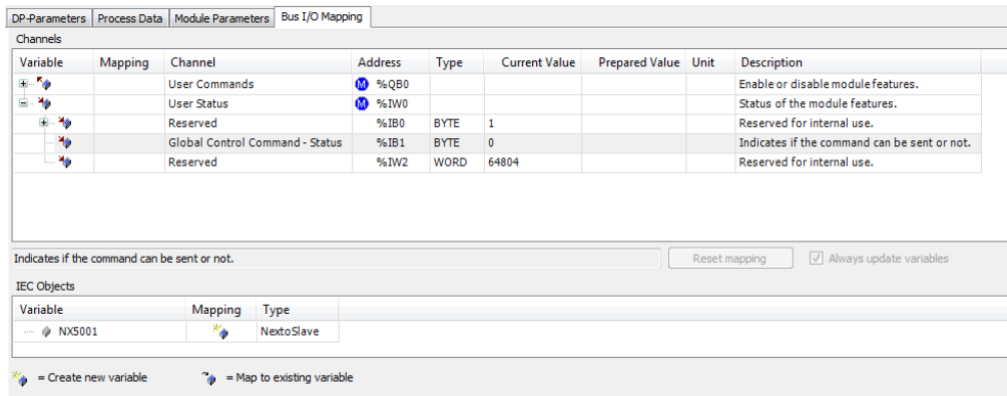 DP-Parameters Process Data Module Parameters Bus I/O Mapping
Channels
Variable Mapping Channel Address Type Current Value Prepared Value Unit Description
User Commands %QB0 Enable or disable module features.
User Status %IW0 Status of the module features.
Reserved %IB0 BYTE 1 Reserved for internal use.
Global Control Command - Status %IB1 BYTE 0 Indicates if the command can be sent or not.
Reserved %IW2 WORD 64804 Reserved for internal use.
Indicates if the command can be sent or not. Reset mapping Always update variables
IEC Objects
Variable Mapping Type
NX5001 NextoSlave
= Create new variable = Map to existing variable